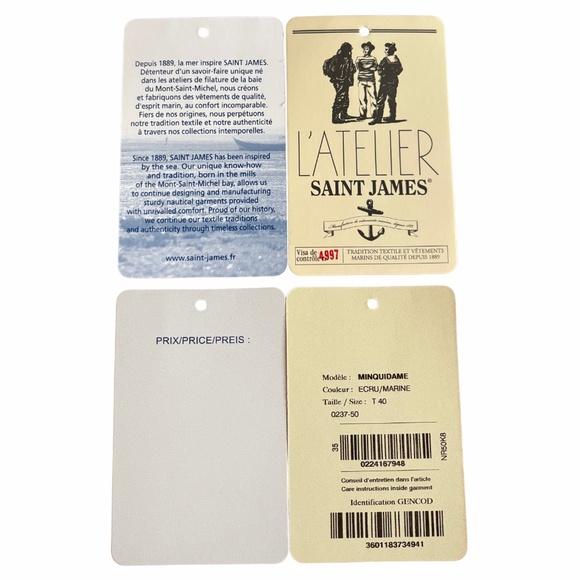 Depuis 1889, la mer inspire SAINT JAMES.
Détenteur d'un savoir-faire unique né
dans les ateliers de filature de la baie
du Mont-Saint-Michel, nous créons
et fabriquons des vêtements de qualité,
d'esprit marin, au confort incomparable.
Fiers de nos origines, nous perpétuons
notre tradition textile et notre authenticité
à travers nos collections intemporelles.
Since 1889, SAINT JAMES has been inspired
by the sea. Our unique know-how
and tradition, born in the mills
of the Mont-Saint-Michel bay, allows us
to continue designing and manufacturing
sturdy nautical garments provided
with unrivalled comfort. Proud of our history,
we continue our textile traditions
and authenticity through timeless collections.
www.saint-james.fr
L'ATELIER
SAINT JAMES®
Visa de
contrôle 4997
TRADITION TEXTILE ET VÊTEMENTS
MARINS DE QUALITÉ DEPUIS 1889
PRIX/PRICE/PREIS :
Modèle : MINQUIDAME
Couleur : ECRU/MARINE
Taille / Size : T 40
0237-50
35
NR50K8
0224167948
Conseil d'entretien dans l'article
Care instructions inside garment
Identification GENCOD
3601183734941